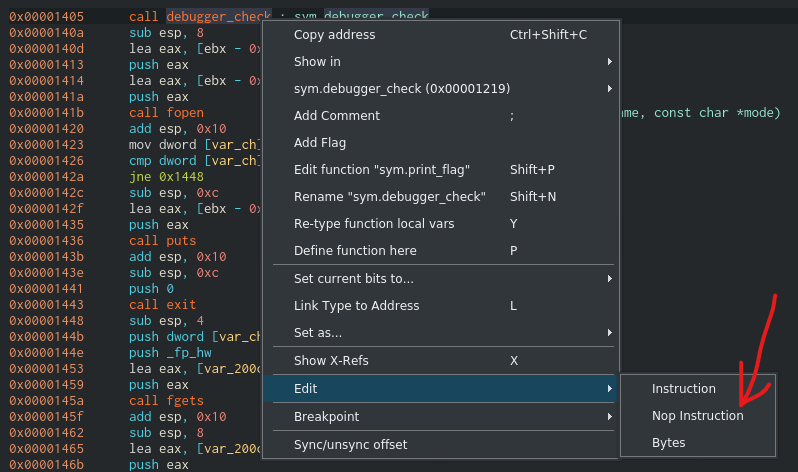 0x00001405 call debugger_check ; sym.debugger_check
0x0000140a sub esp, 8
0x0000140d lea eax, [ebx - 0x
0x00001413 push eax
0x00001414 lea eax, [ebx - 0x
0x0000141a push eax
0x0000141b call fopen ame, const char *mode)
0x00001420 add esp, 0x10
0x00001423 mov dword [var_ch]
0x00001426 cmp dword [var_ch]
0x0000142a jne 0x1448
0x0000142c sub esp, 0xc
0x0000142f lea eax, [ebx - 0x
0x00001435 push eax
0x00001436 call puts
0x0000143b add esp, 0x10
0x0000143e sub esp, 0xc
0x00001441 push 0
0x00001443 call exit
0x00001448 sub esp, 4
0x0000144b push dword [var_ch
0x0000144e push _fp_hw
0x00001453 lea eax, [var_200c
0x00001459 push eax
0x0000145a call fgets
0x0000145f add esp, 0x10
0x00001462 sub esp, 8
0x00001465 lea eax, [var_200c
0x0000146b push eax
Copy address Ctrl+Shift+C
Show in
sym.debugger_check (0x00001219)
Add Comment ;
Add Flag
Edit function "sym.print_flag" Shift+P
Rename "sym.debugger_check" Shift+N
Re-type function local vars Y
Define function here P
Set current bits to...
Link Type to Address L
Set as...
Show X-Refs X
Edit
Breakpoint
Sync/unsync offset
Instruction
Nop Instruction
Bytes